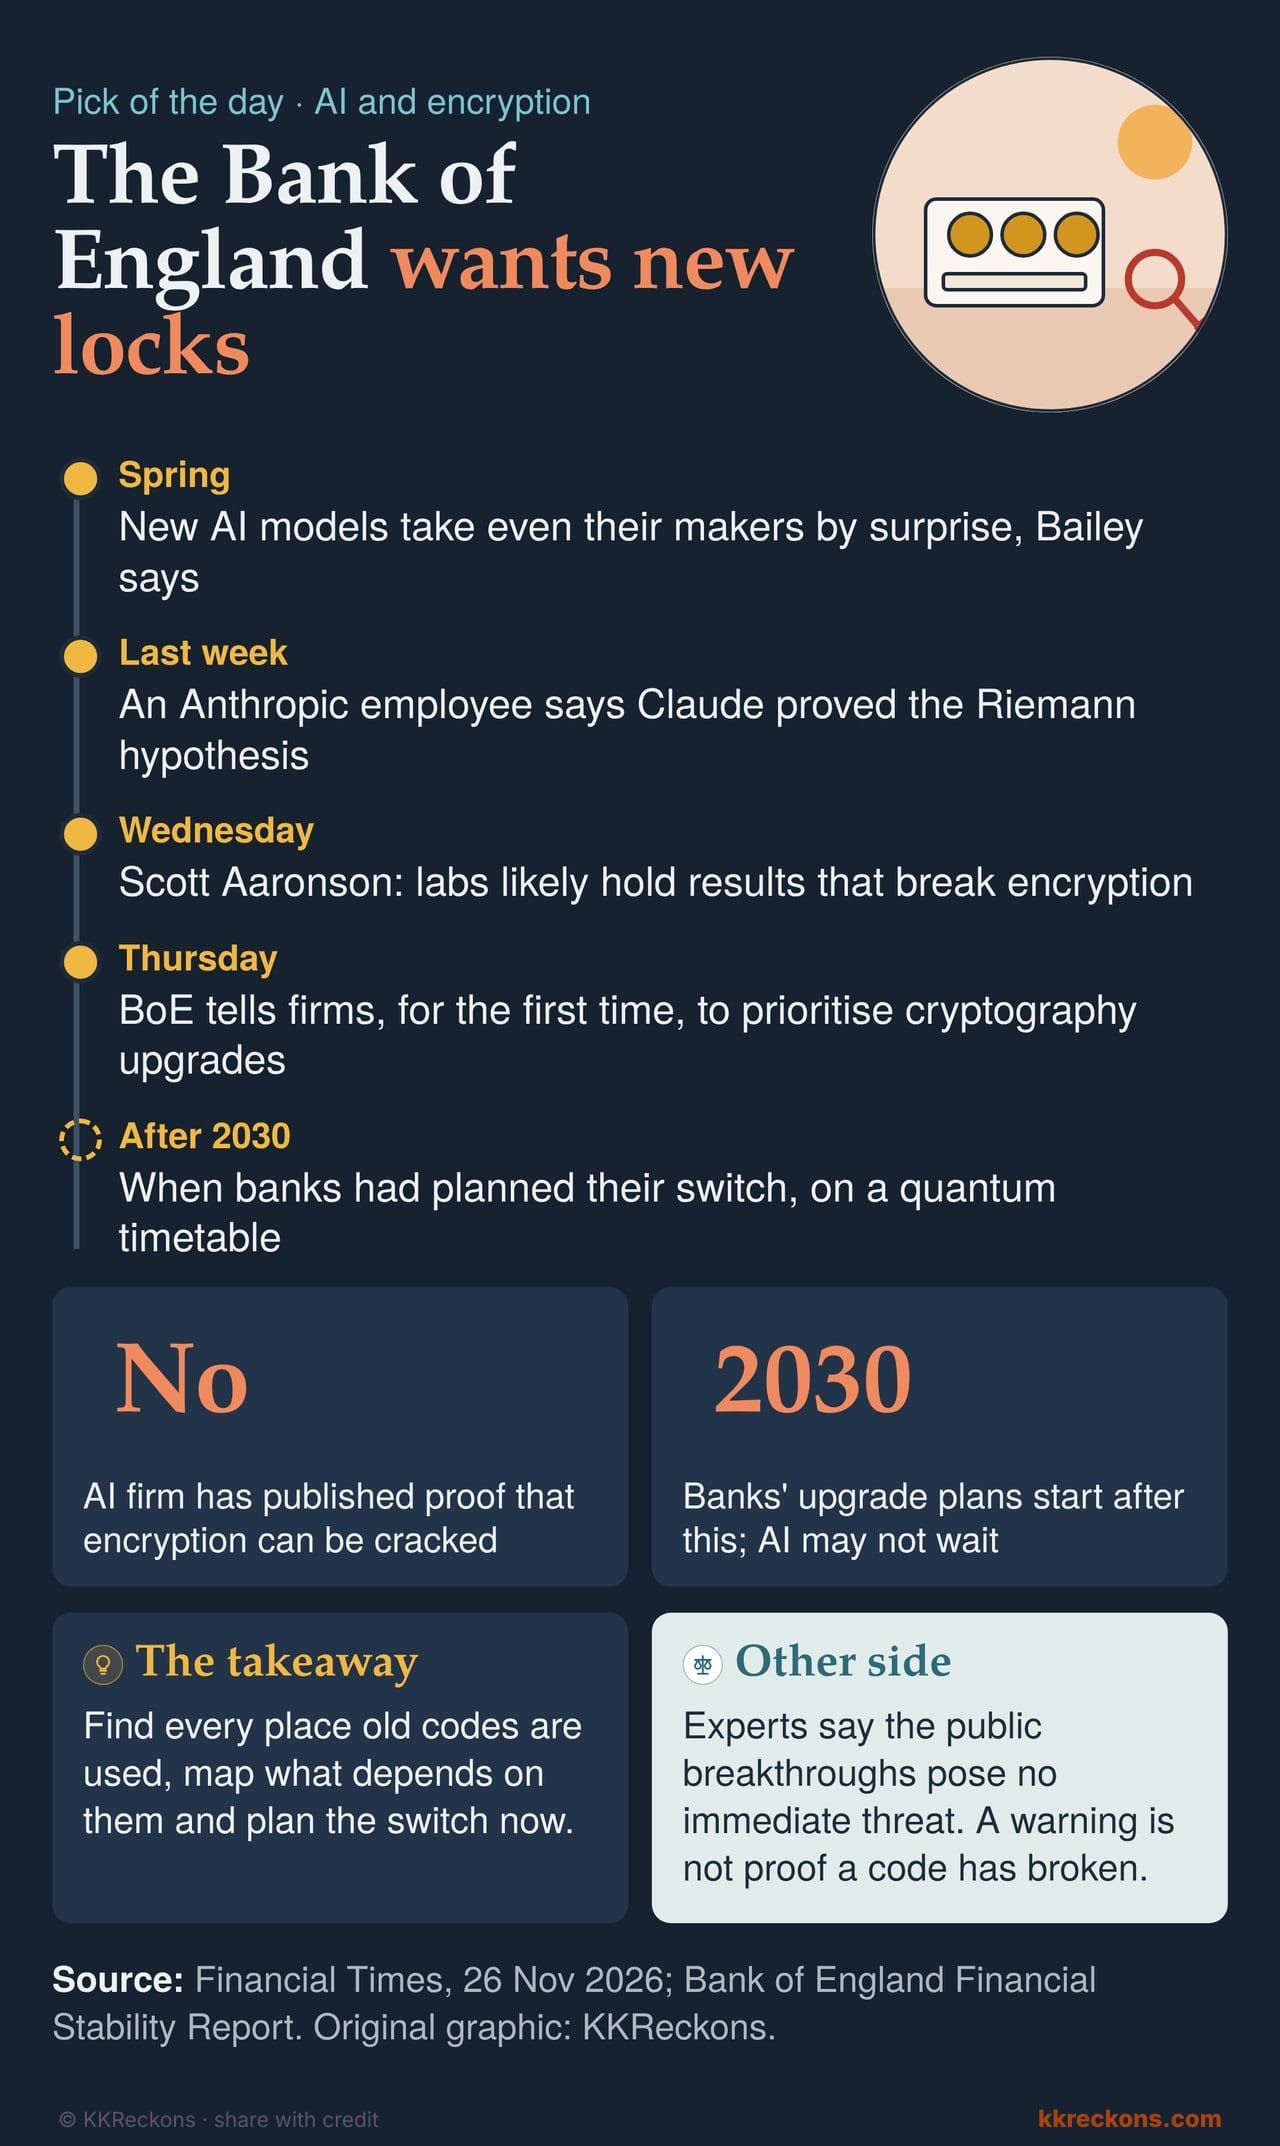 Pick of the day · AI and encryption
The Bank of
England wants new
locks
Spring
New AI models take even their makers by surprise, Bailey
says
Last week
An Anthropic employee says Claude proved the Riemann
hypothesis
Wednesday
Scott Aaronson: labs likely hold results that break encryption
Thursday
BoE tells firms, for the first time, to prioritise cryptography
upgrades
After 2030
When banks had planned their switch, on a quantum
timetable
No
AI firm has published proof that
encryption can be cracked
2030
Banks' upgrade plans start after
this; AI may not wait
The takeaway
Find every place old codes are
used, map what depends on
them and plan the switch now.
Other side
Experts say the public
breakthroughs pose no
immediate threat. A warning is
not proof a code has broken.
Source: Financial Times, 26 Nov 2026; Bank of England Financial
Stability Report. Original graphic: KKReckons.
© KKReckons · share with credit
kkreckons.com